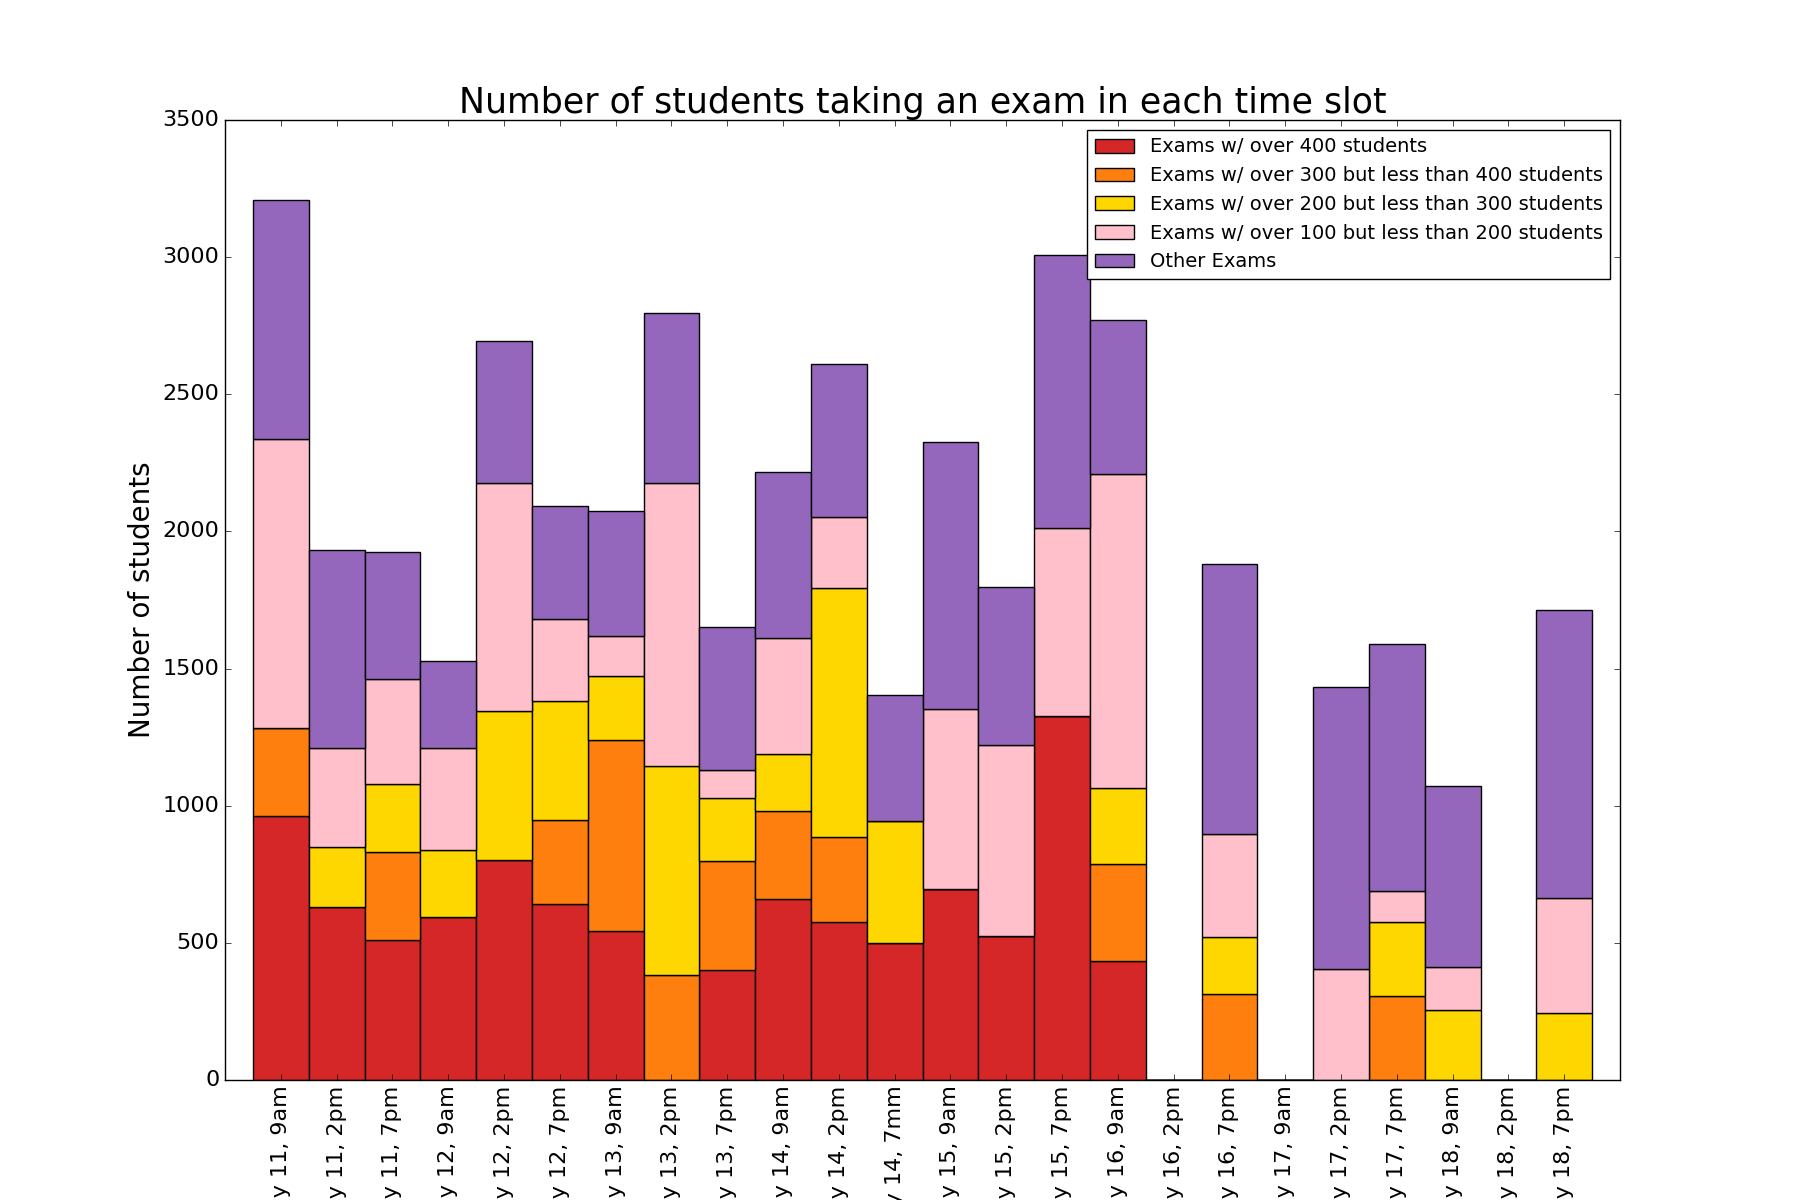 Number of students taking an exam in each time slot
Number of students
3500
3000
2500
2000
1500
1000
500
0
Exams w/ over 400 students
Exams w/ over 300 but less than 400 students
Exams w/ over 200 but less than 300 students
Exams w/ over 100 but less than 200 students
Other Exams
y 11, 9am
y 11, 2pm
y 11, 7pm
y 12, 9am
y 12, 2pm
y 12, 7pm
y 13, 9am
y 13, 2pm
y 13, 7pm
y 14, 9am
y 14, 2pm
y 14, 7mm
y 15, 9am
y 15, 2pm
y 15, 7pm
y 16, 9am
y 16, 2pm
y 16, 7pm
y 17, 9am
y 17, 2pm
y 17, 7pm
y 18, 9am
y 18, 2pm
y 18, 7pm